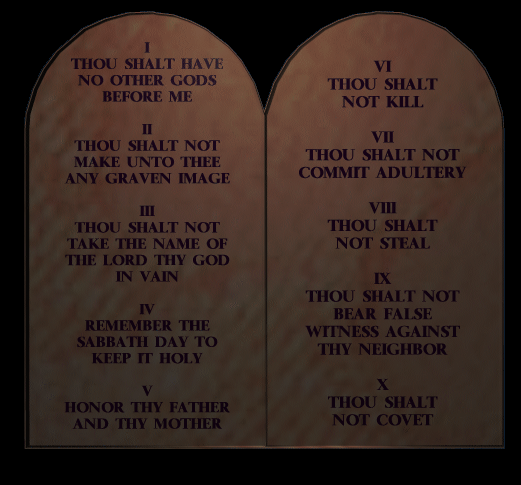 I
THOU SHALT HAVE
NO OTHER GODS
BEFORE ME
II
THOU SHALT NOT
MAKE UNTO THEE
ANY GRAVEN IMAGE
III
THOU SHALT NOT
TAKE THE NAME OF
THE LORD THY GOD
IN VAIN
IV
REMEMBER THE
SABBATH DAY TO
KEEP IT HOLY
V
HONOR THY FATHER
AND THY MOTHER
VI
THOU SHALT
NOT KILL
VII
THOU SHALT NOT
COMMIT ADULTERY
VIII
THOU SHALT
NOT STEAL
IX
THOU SHALT NOT
BEAR FALSE
WITNESS AGAINST
THY NEIGHBOR
X
THOU SHALT
NOT COVET